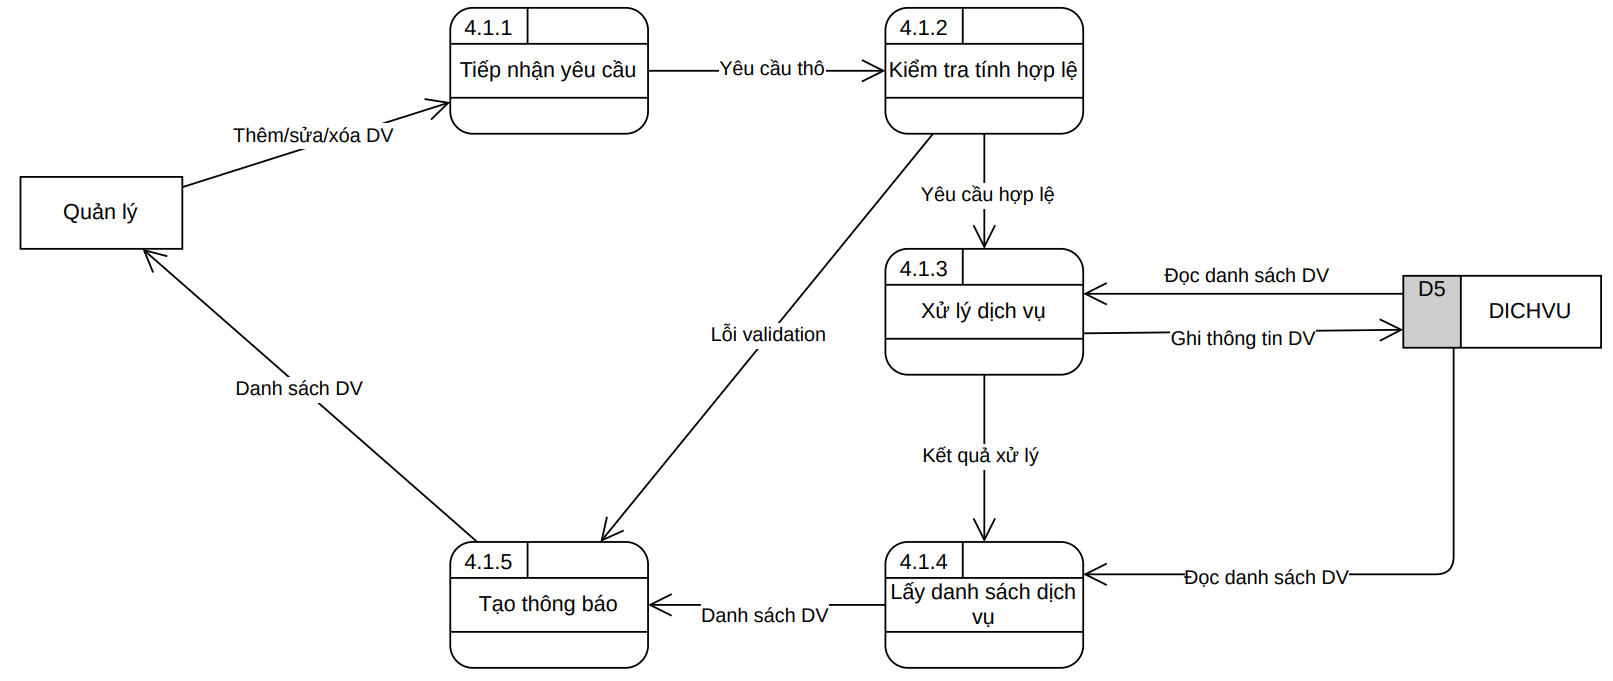 4.1.1
Tiếp nhận yêu cầu
Yêu cầu thô
4.1.2
Kiểm tra tính hợp lệ
Thêm/sửa/xóa DV
Quản lý
Yêu cầu hợp lệ
4.1.3
Xử lý dịch vụ
Đọc danh sách DV
D5
DICHVU
Ghi thông tin DV
Lỗi validation
Danh sách DV
Kết quả xử lý
4.1.5
Tạo thông báo
Danh sách DV
4.1.4
Lấy danh sách dịch
vụ
Đọc danh sách DV